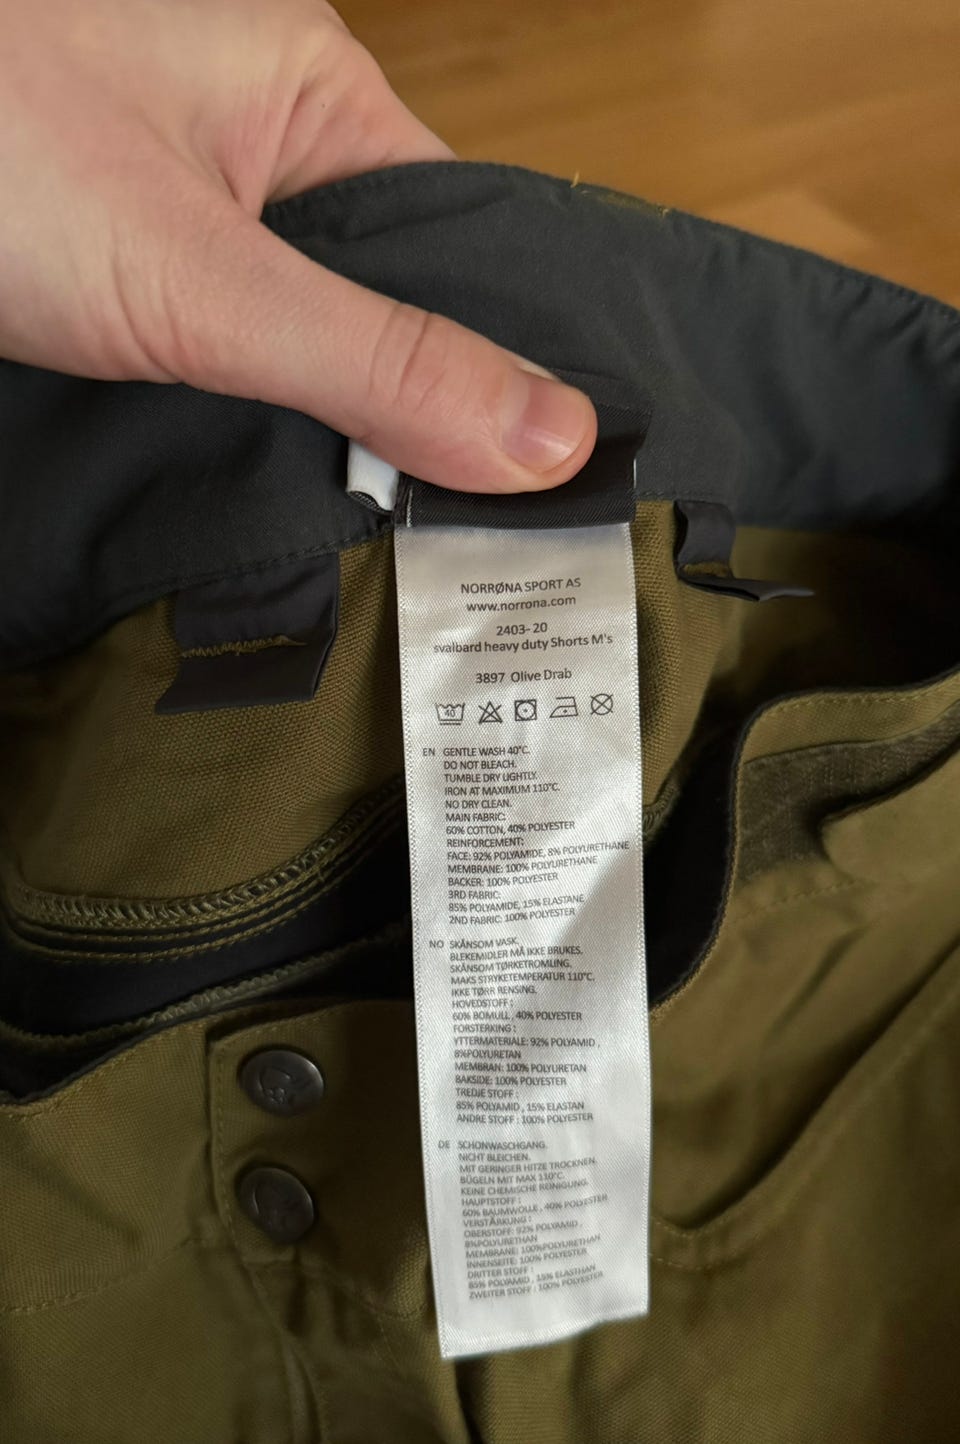 NORRØNA SPORT AS
www.norrona.com
2403-20
svalbard heavy duty Shorts M's
3897 Olive Drab
40
EN GENTLE WASH 40°C.
DO NOT BLEACH.
TUMBLE DRY LIGHTLY.
IRON AT MAXIMUM 110°C.
NO DRY CLEAN.
MAIN FABRIC:
60% COTTON, 40% POLYESTER
REINFORCEMENT:
FACE: 92% POLYAMIDE, 8% POLYURETHANE
MEMBRANE: 100% POLYURETHANE
BACKER: 100% POLYESTER
3RD FABRIC:
85% POLYAMIDE, 15% ELASTANE
2ND FABRIC: 100% POLYESTER
NO SKÅNSOM VASK.
BLEKEMIDLER MÅ IKKE BRUKES.
SKÅNSOM TØRKETROMLING.
MAKS STRYKETEMPERATUR 110°C.
IKKE TØRR RENSING.
HOVEDSTOFF :
60% BOMULL , 40% POLYESTER
FORSTERKING :
YTTERMATERIALE: 92% POLYAMID ,
8%POLYURETAN
MEMBRAN: 100% POLYURETAN
BAKSIDE: 100% POLYESTER
TREDJE STOFF :
85% POLYAMID , 15% ELASTAN
ANDRE STOFF : 100% POLYESTER
DE SCHONWASCHGANG.
NICHT BLEICHEN.
MIT GERINGER HITZE TROCKNEN.
BÜGELN MIT MAX 110°C.
KEINE CHEMISCHE REINIGUNG.
HAUPTSTOFF :
60% BAUMWOLLE , 40% POLYESTER
VERSTÄRKUNG :
OBERSTOFF: 92% POLYAMID ,
8%POLYURETHAN
MEMBRANE: 100%POLYURETHAN
INNENSEITE: 100% POLYESTER
DRITTER STOFF :
85% POLYAMID , 15% ELASTHAN
ZWEITER STOFF : 100% POLYESTER